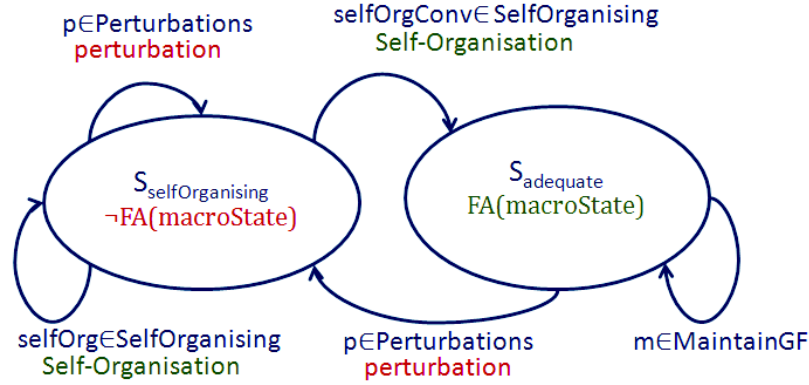 p∈Perturbations
perturbation
selfOrgConv∈SelfOrganising
Self-Organisation
S_selfOrganising
¬FA(macroState)
S_adequate
FA(macroState)
selfOrg∈SelfOrganising
Self-Organisation
p∈Perturbations
perturbation
m∈MaintainGF